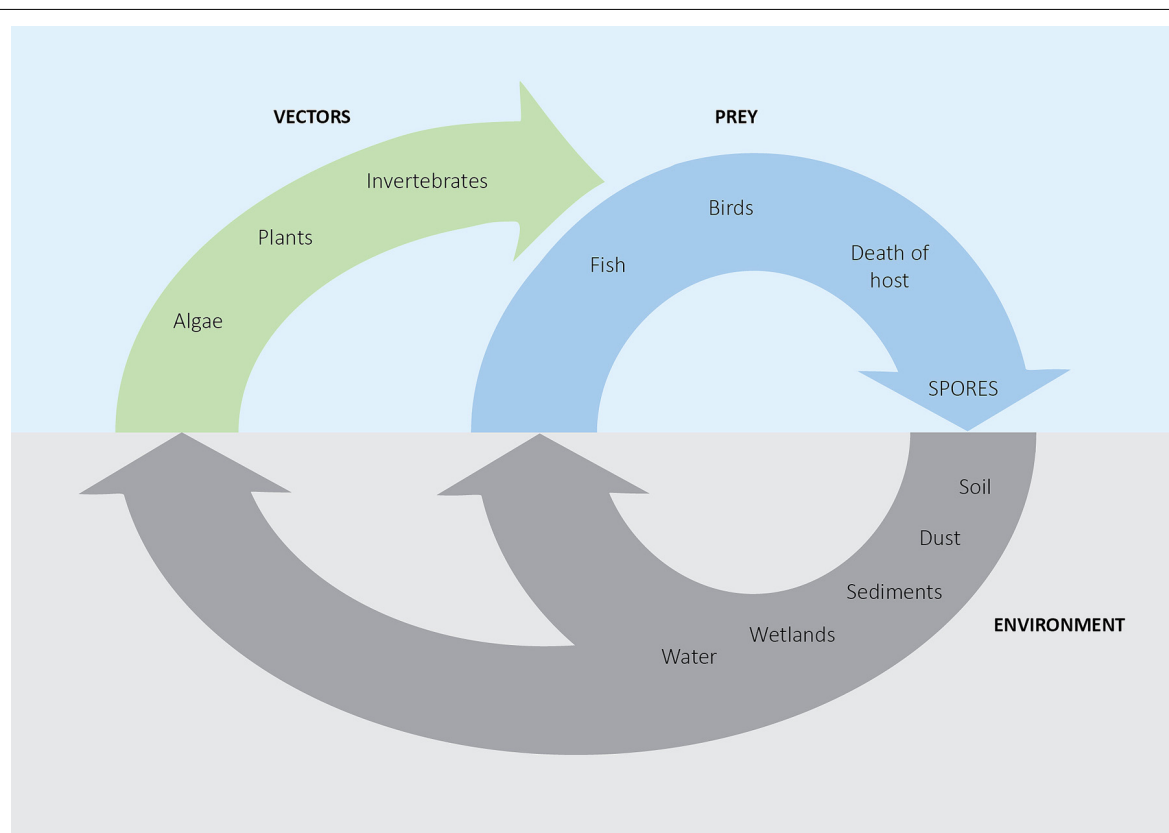 VECTORS
PREY
Invertebrates
Birds
Plants
Fish
Death of
host
Algae
SPORES
Soil
Dust
Sediments
ENVIRONMENT
Wetlands
Water